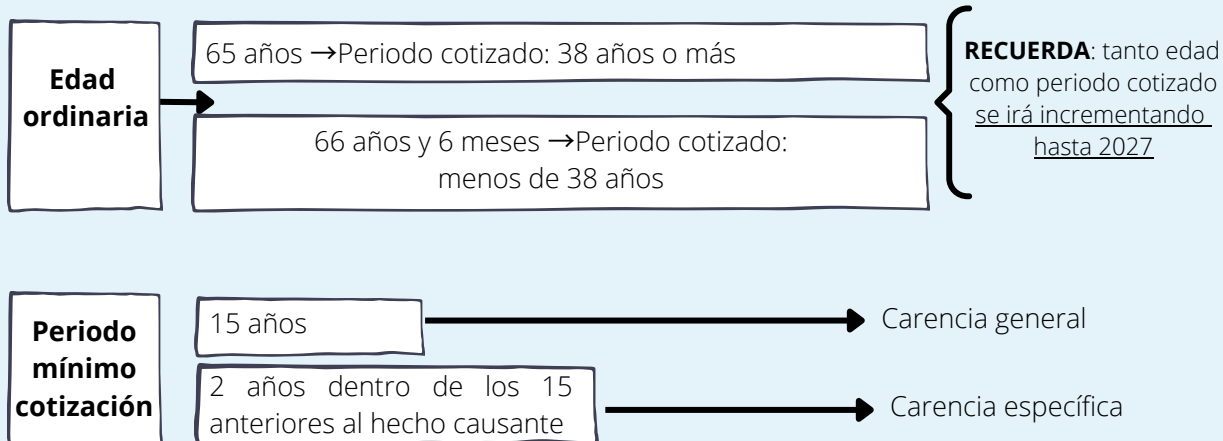 Edad
ordinaria
65 años →Periodo cotizado: 38 años o más
66 años y 6 meses →Periodo cotizado:
menos de 38 años
RECUERDA: tanto edad
como periodo cotizado
se irá incrementando
hasta 2027
Periodo
mínimo
cotización
15 años
Carencia general
2 años dentro de los 15
anteriores al hecho causante
Carencia específica